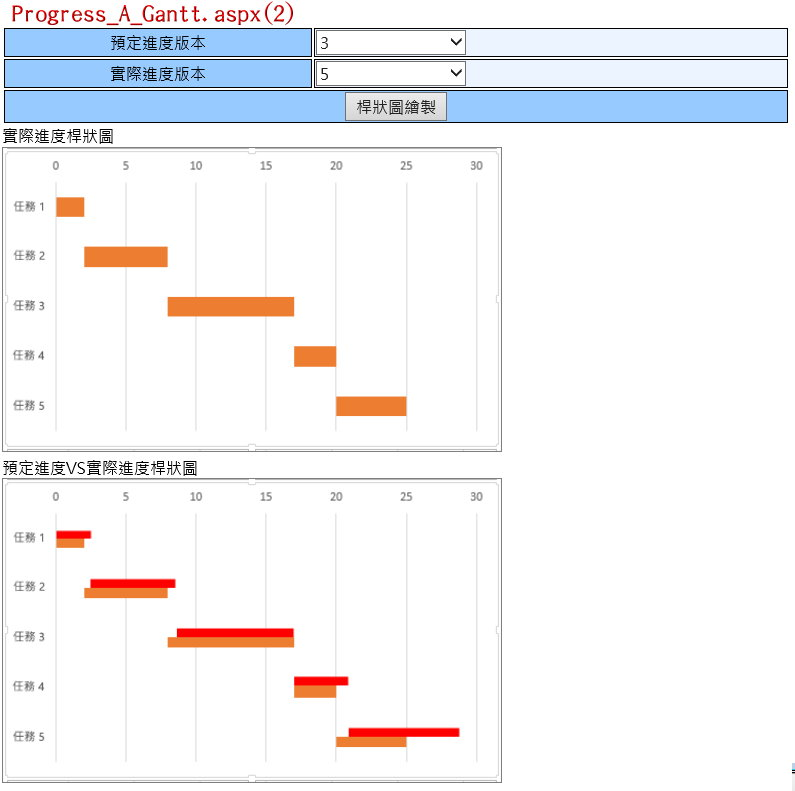 Progress_A_Gantt.aspx(2)
預定進度版本 3
實際進度版本 5
桿狀圖繪製
實際進度桿狀圖
0 5 10 15 20 25 30
任務 1
任務 2
任務 3
任務 4
任務 5
預定進度VS實際進度桿狀圖
0 5 10 15 20 25 30
任務 1
任務 2
任務 3
任務 4
任務 5